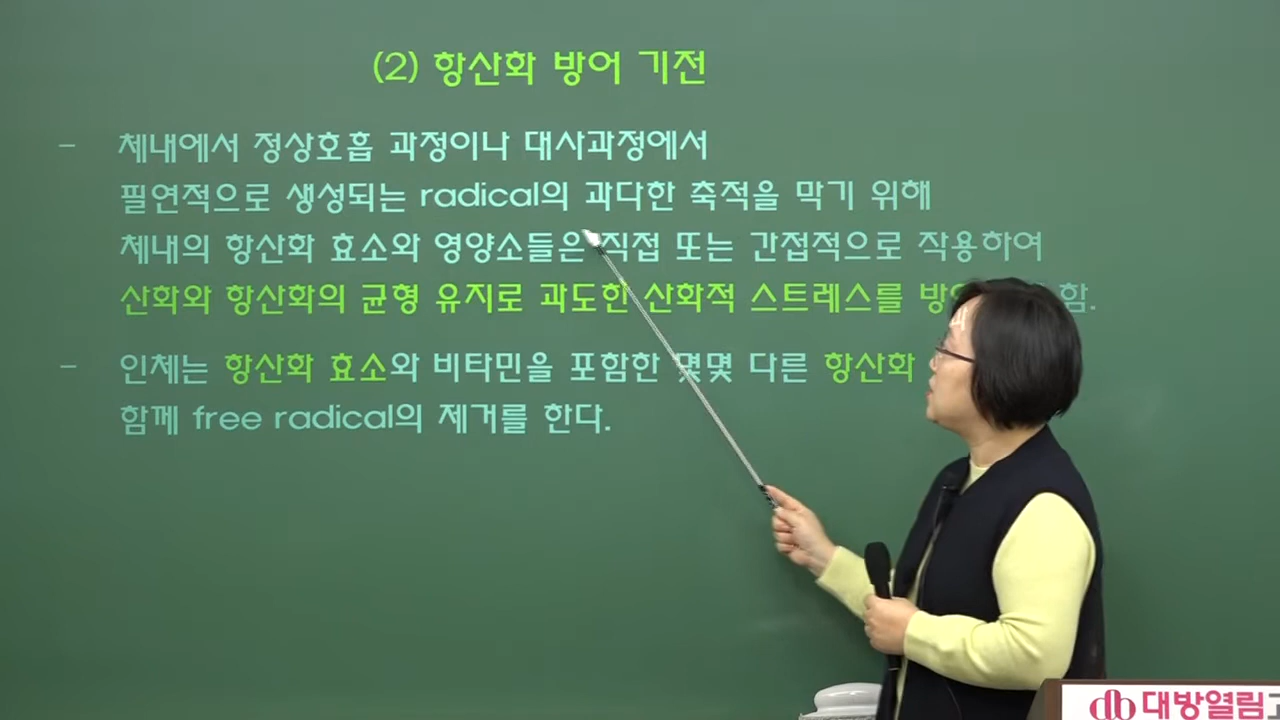 (2) 항산화 방어 기전
- 체내에서 정상호흡 과정이나 대사과정에서
필연적으로 생성되는 radical의 과다한 축적을 막기 위해
체내의 항산화 효소와 영양소들은 직접 또는 간접적으로 작용하여
산화와 항산화의 균형 유지로 과도한 산화적 스트레스를 함.
- 인체는 항산화 효소와 비타민을 포함한 몇몇 다른 항산화
함께 free radical의 제거를 한다.
대방열림